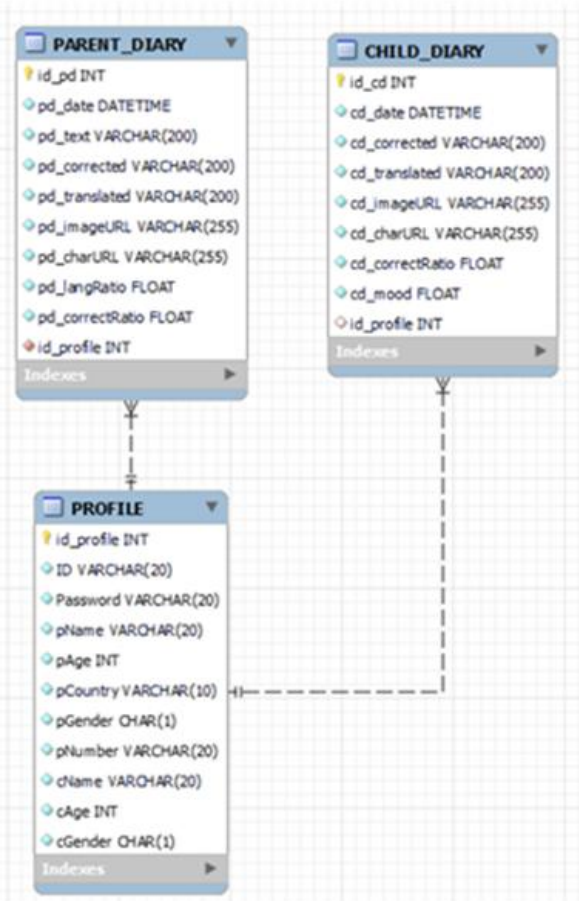 PARENT_DIARY
id_pd INT
pd_date DATETIME
pd_text VARCHAR(200)
pd_corrected VARCHAR(200)
pd_translated VARCHAR(200)
pd_imageURL VARCHAR(255)
pd_charURL VARCHAR(255)
pd_langRatio FLOAT
pd_correctRatio FLOAT
id_profile INT
Indexes
CHILD_DIARY
id_cd INT
cd_date DATETIME
cd_corrected VARCHAR(200)
cd_translated VARCHAR(200)
cd_imageURL VARCHAR(255)
cd_charURL VARCHAR(255)
cd_correctRatio FLOAT
cd_mood FLOAT
id_profile INT
Indexes
PROFILE
id_profile INT
ID VARCHAR(20)
Password VARCHAR(20)
pName VARCHAR(20)
pAge INT
pCountry VARCHAR(10)
pGender CHAR(1)
pNumber VARCHAR(20)
cName VARCHAR(20)
cAge INT
cGender CHAR(1)
Indexes